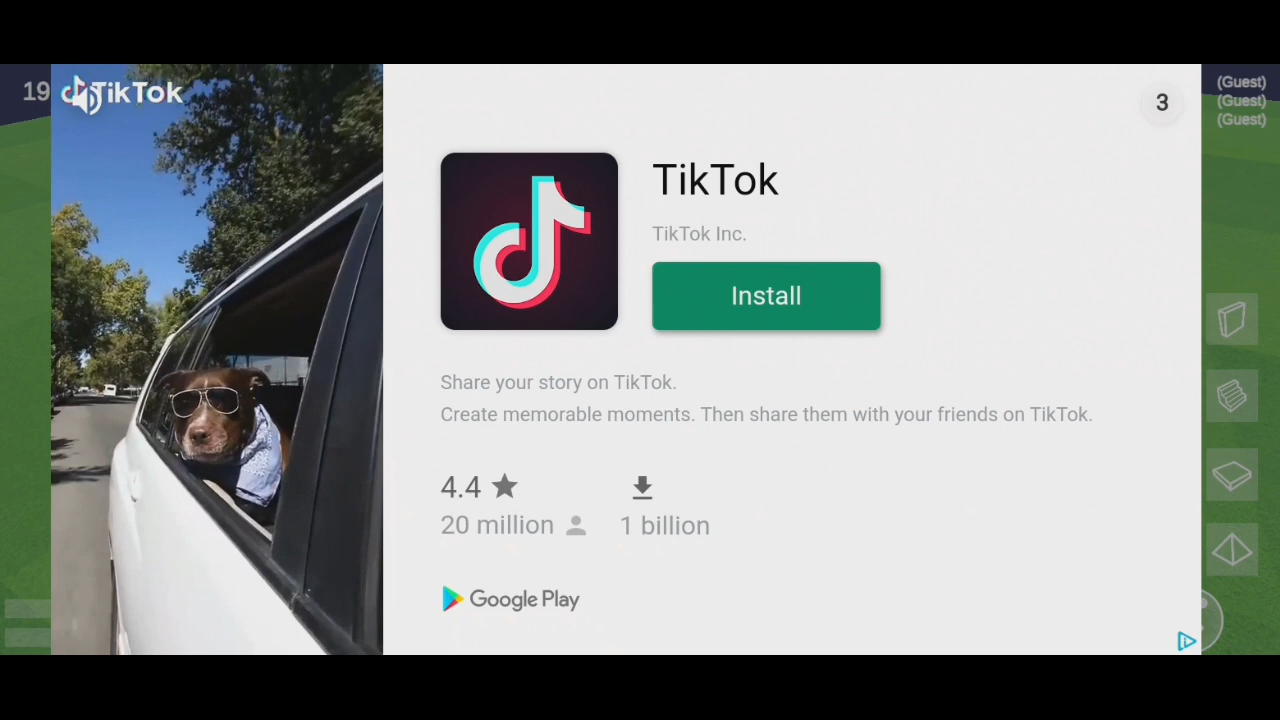 19
TikTok
3
(Guest)
(Guest)
(Guest)
TikTok
TikTok Inc.
Install
Share your story on TikTok.
Create memorable moments. Then share them with your friends on TikTok.
4.4
20 million
1 billion
Google Play